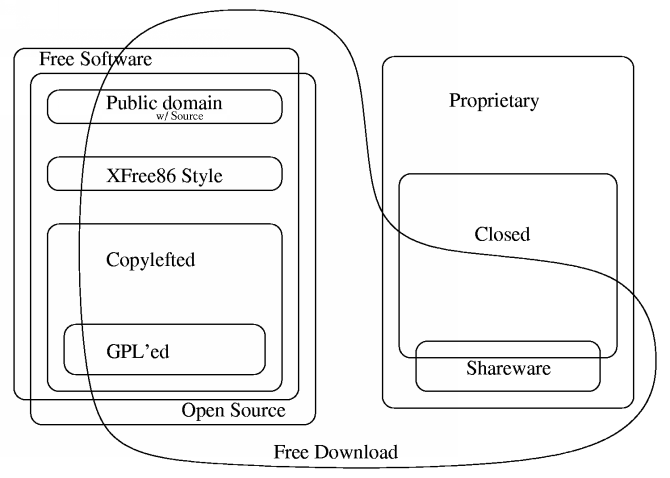 Free Software
Public domain
w/ Source
XFree86 Style
Copylefted
GPL'ed
Open Source
Proprietary
Closed
Shareware
Free Download